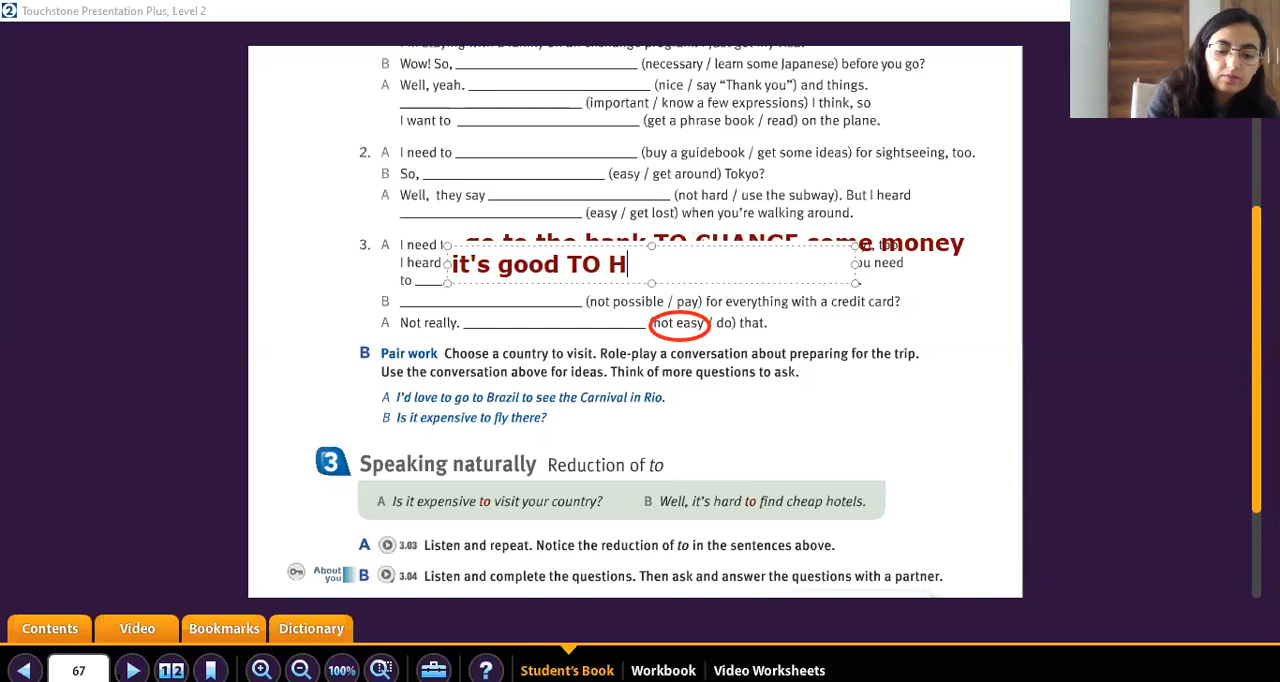 Touchstone Presentation Plus, Level 2
B Wow! So, (necessary / learn some Japanese) before you go?
A Well, yeah. (nice / say “Thank you”) and things.
(important / know a few expressions) I think, so
I want to (get a phrase book / read) on the plane.
2. A I need to (buy a guidebook / get some ideas) for sightseeing, too.
B So, (easy / get around) Tokyo?
A Well, they say (not hard / use the subway). But I heard
(easy / get lost) when you're walking around.
3. A I need go to the bank TO CHANGE some money
I heard it's good TO H need
to
B (not possible / pay) for everything with a credit card?
A Not really. (not easy / do) that.
B Pair work Choose a country to visit. Role-play a conversation about preparing for the trip.
Use the conversation above for ideas. Think of more questions to ask.
A I'd love to go to Brazil to see the Carnival in Rio.
B Is it expensive to fly there?
3 Speaking naturally Reduction of to
A Is it expensive to visit your country? B Well, it's hard to find cheap hotels.
A 3.03 Listen and repeat. Notice the reduction of to in the sentences above.
About you B 3.04 Listen and complete the questions. Then ask and answer the questions with a partner.
Contents Video Bookmarks Dictionary
67 1 2 100% ? Student's Book Workbook Video Worksheets